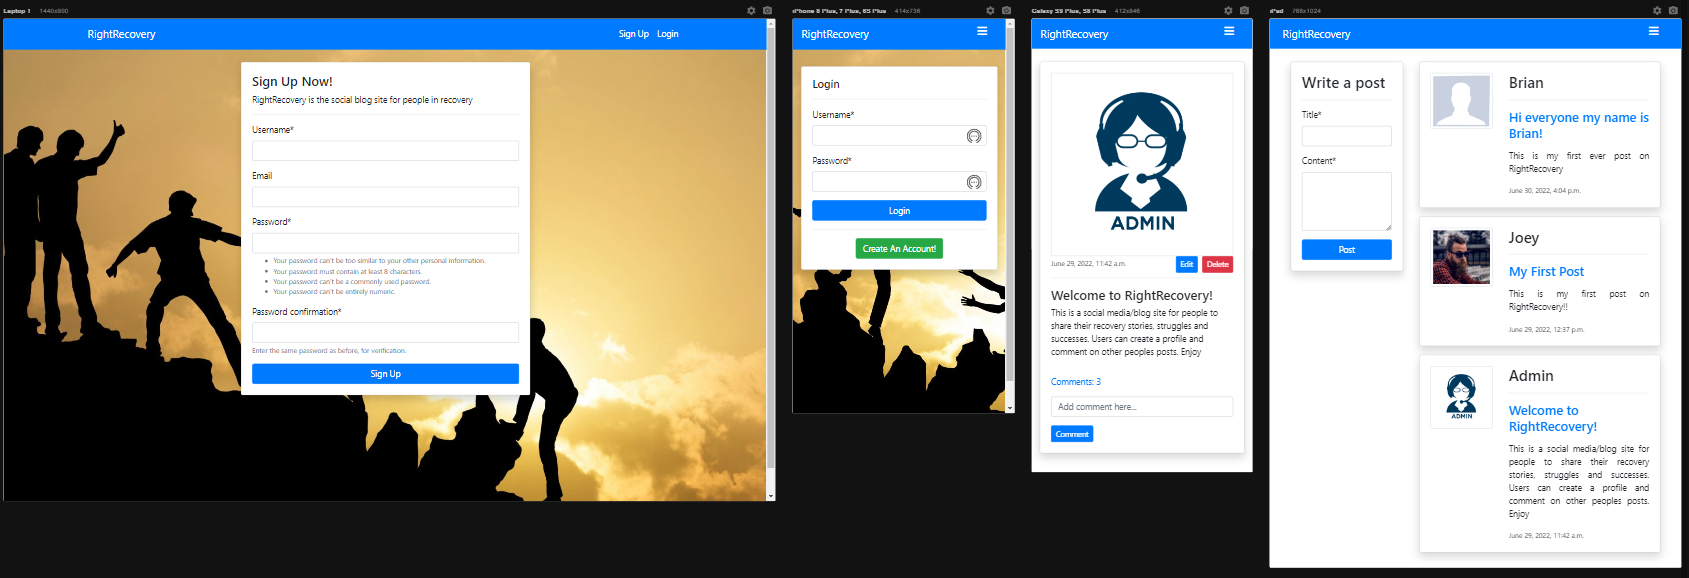 Laptop 1 1440x900
RightRecovery
Sign Up Login
Sign Up Now!
RightRecovery is the social blog site for people in recovery
Username*
Email
Password*
Your password can't be too similar to your other personal information.
Your password must contain at least 8 characters.
Your password can't be a commonly used password.
Your password can't be entirely numeric.
Password confirmation*
Enter the same password as before, for verification.
Sign Up
iPhone 8 Plus, 7 Plus, 6S Plus 414x736
RightRecovery
Login
Username*
Password*
Login
Create An Account!
Galaxy S9 Plus, S8 Plus 412x846
RightRecovery
ADMIN
June 29, 2022, 11:42 a.m.
Edit Delete
Welcome to RightRecovery!
This is a social media/blog site for people to
share their recovery stories, struggles and
successes. Users can create a profile and
comment on other peoples posts. Enjoy
Comments: 3
Add comment here...
Comment
iPad 768x1024
RightRecovery
Write a post
Title*
Content*
Post
Brian
Hi everyone my name is
Brian!
This is my first ever post on
RightRecovery
June 30, 2022, 4:04 p.m.
Joey
My First Post
This is my first post on
RightRecovery!!
June 29, 2022, 12:37 p.m.
ADMIN
Admin
Welcome to
RightRecovery!
This is a social media/blog site for
people to share their recovery
stories, struggles and successes.
Users can create a profile and
comment on other peoples posts.
Enjoy
June 29, 2022, 11:42 a.m.